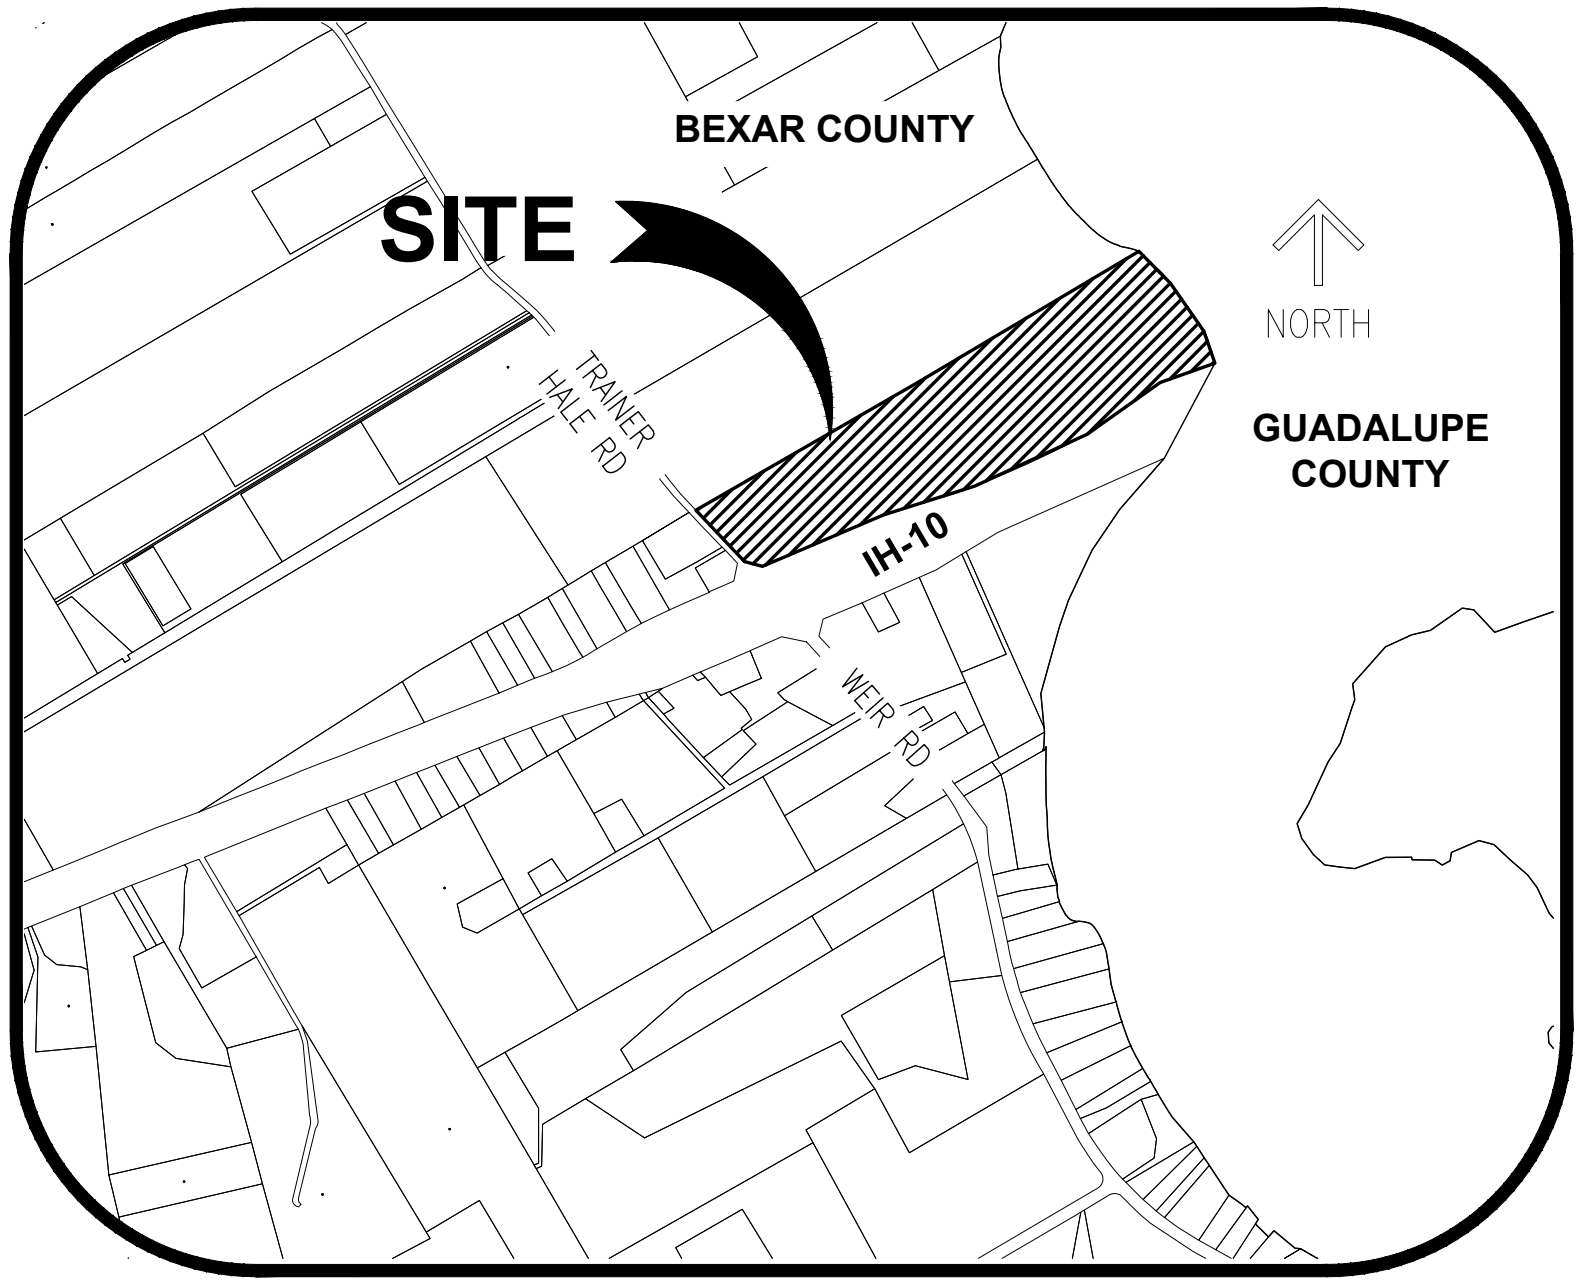 BEXAR COUNTY
SITE
NORTH
TRAINER
HALE RD
GUADALUPE
COUNTY
IH-10
WEIR RD